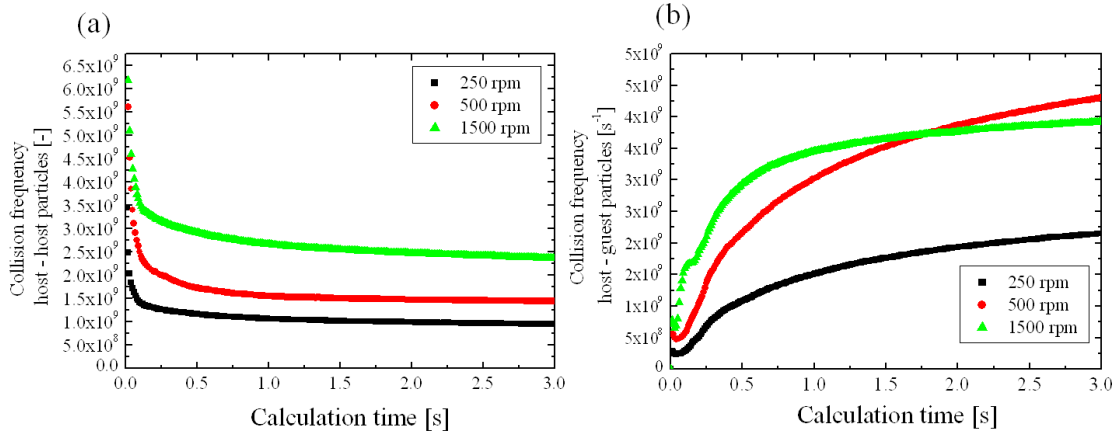 (a)
Collision frequency
host - host particles [-]
6.5x10⁹
6.0x10⁹
5.5x10⁹
5.0x10⁹
4.5x10⁹
4.0x10⁹
3.5x10⁹
3.0x10⁹
2.5x10⁹
2.0x10⁹
1.5x10⁹
1.0x10⁹
5.0x10⁸
0.0
250 rpm
500 rpm
1500 rpm
0.0 0.5 1.0 1.5 2.0 2.5 3.0
Calculation time [s]
(b)
Collision frequency
host - guest particles [s⁻¹]
5x10⁹
5x10⁹
4x10⁹
4x10⁹
3x10⁹
3x10⁹
2x10⁹
2x10⁹
1x10⁹
5x10⁸
0
250 rpm
500 rpm
1500 rpm
0.0 0.5 1.0 1.5 2.0 2.5 3.0
Calculation time [s]